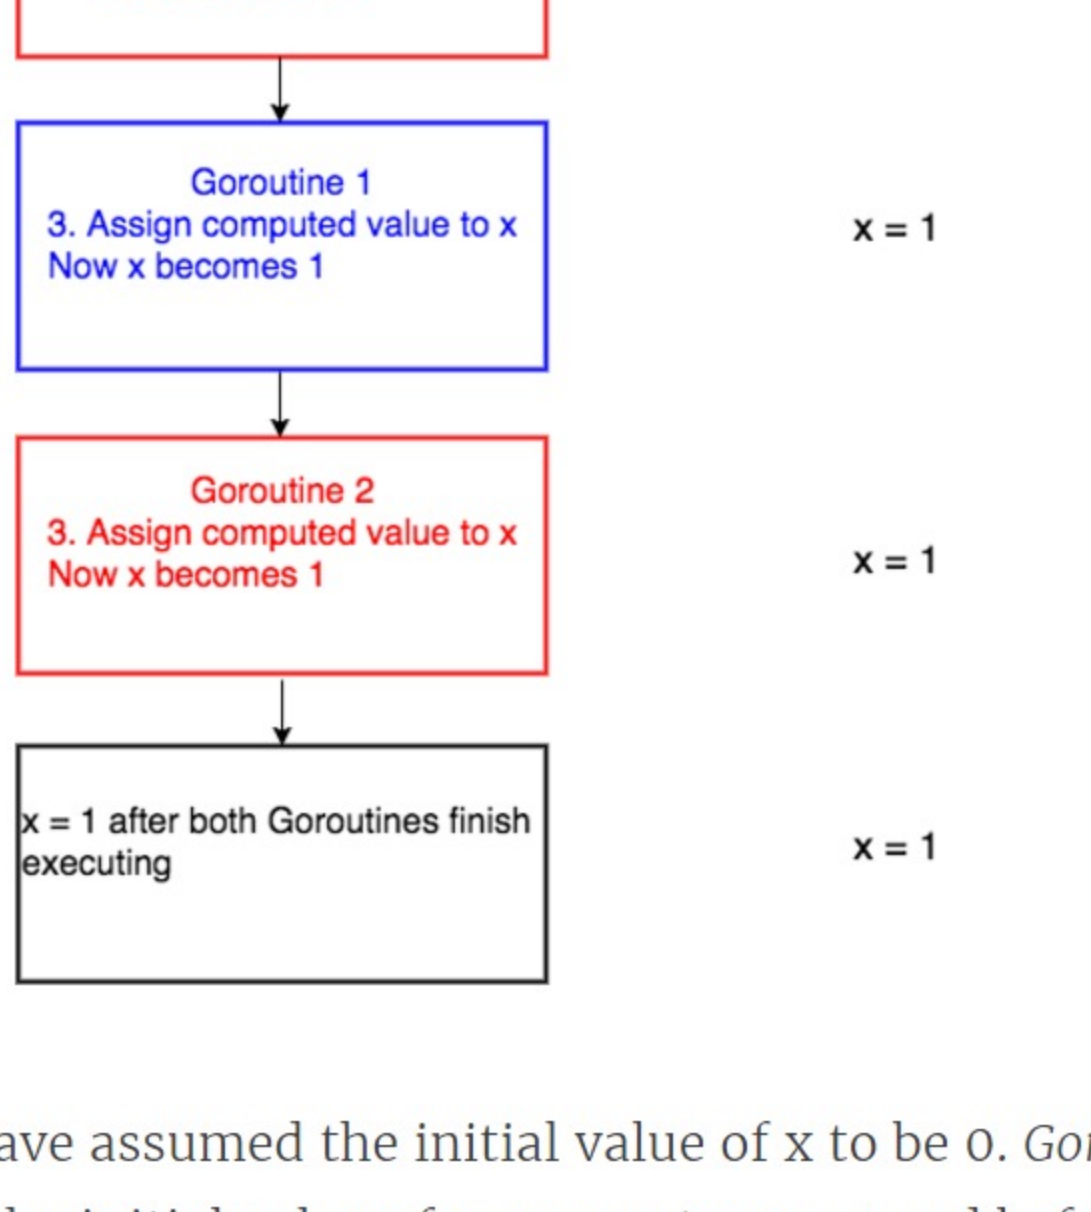 Goroutine 1
3. Assign computed value to x
Now x becomes 1
x = 1
Goroutine 2
3. Assign computed value to x
Now x becomes 1
x = 1
x = 1 after both Goroutines finish
executing
x = 1
ave assumed the initial value of x to be 0.